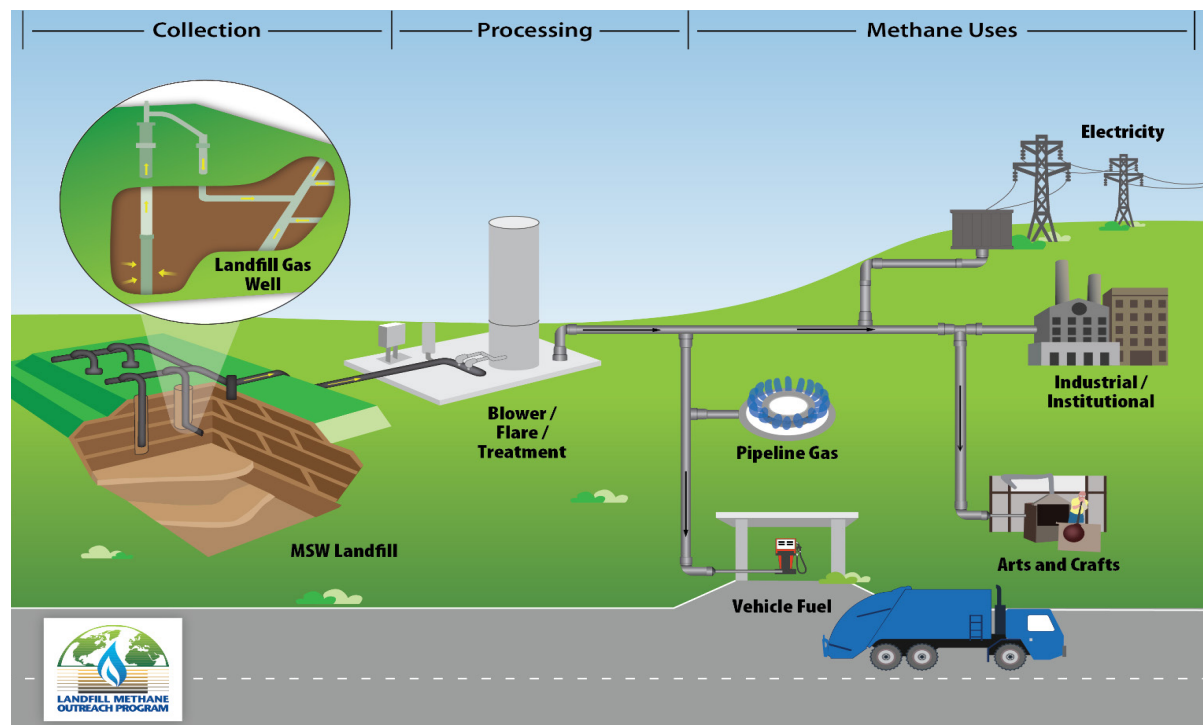 Collection
Processing
Methane Uses
Landfill Gas
Well
Electricity
Industrial /
Institutional
Blower /
Flare /
Treatment
Pipeline Gas
MSW Landfill
Arts and Crafts
Vehicle Fuel
LANDFILL METHANE
OUTREACH PROGRAM